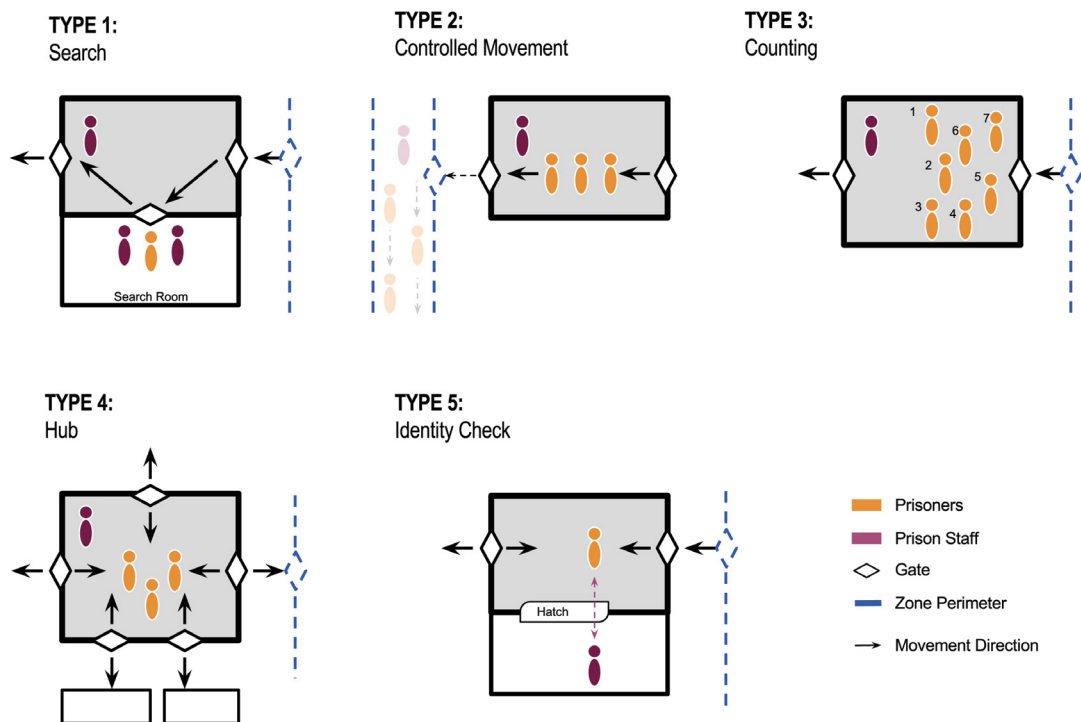 TYPE 1:
Search
TYPE 2:
Controlled Movement
TYPE 3:
Counting
Search Room
1
7
6
2
5
3
4
TYPE 4:
Hub
TYPE 5:
Identity Check
Hatch
Prisoners
Prison Staff
Gate
Zone Perimeter
Movement Direction